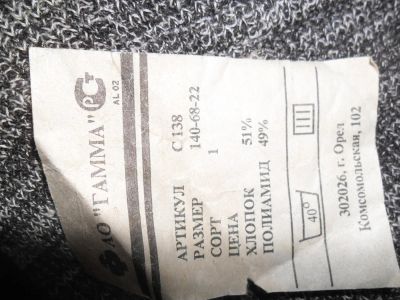 АО "ГАММА" РСТ
AL 02
АРТИКУЛ С 138
РАЗМЕР 140-68-22
СОРТ 1
ЦЕНА
ХЛОПОК 51%
ПОЛИАМИД 49%
40°
302026, г. Орел
Комсомольская, 102